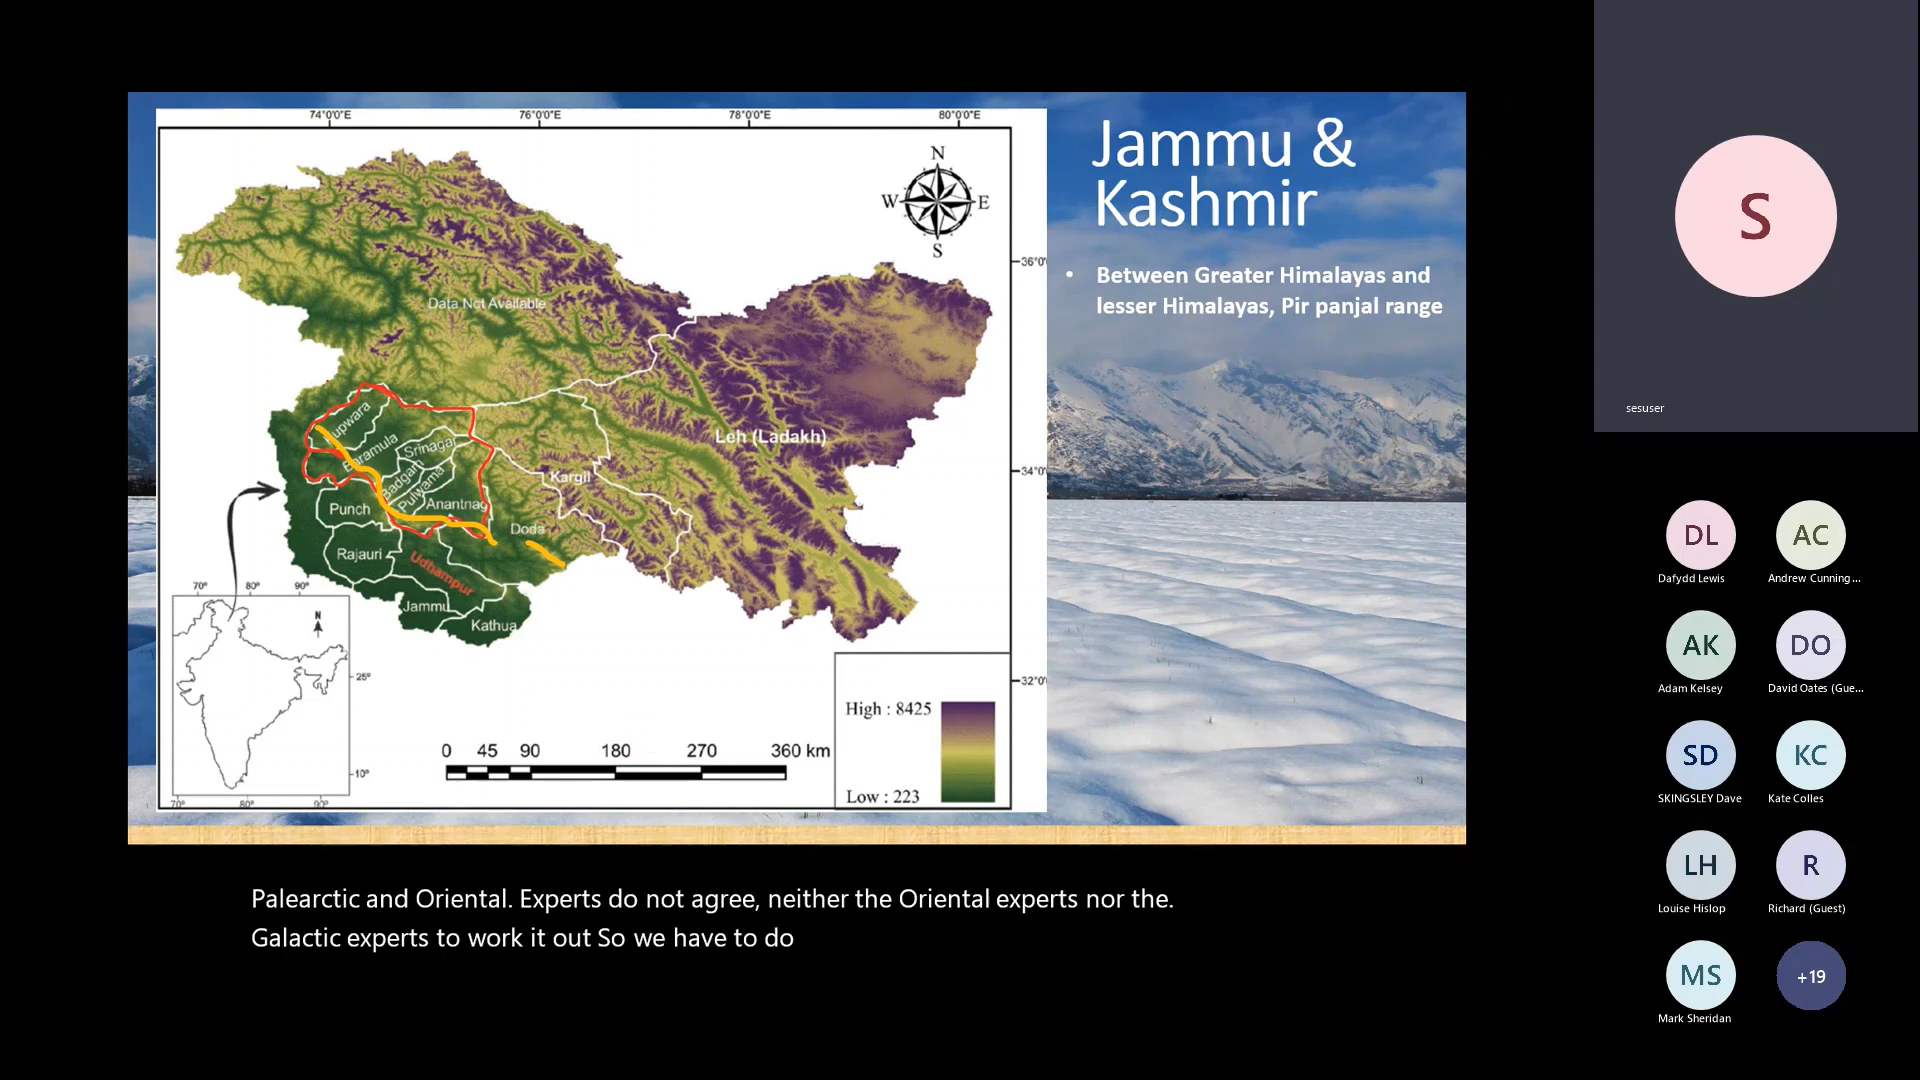 74°0'0"E
76°0'0"E
78°0'0"E
80°0'0"E
N
W
E
S
36°0'
34°0'
32°0'
Data Not Available
Leh (Ladakh)
Kargil
upwara
Baramula
Srinagar
Badgam
Pulwama
Anantnag
Punch
Doda
Rajauri
Udhampur
Jammu
Kathua
70°
80°
90°
N
25°
10°
70°
80°
90°
0 45 90 180 270 360 km
High : 8425
Low : 223
Jammu &
Kashmir
• Between Greater Himalayas and
lesser Himalayas, Pir panjal range
Palearctic and Oriental. Experts do not agree, neither the Oriental experts nor the.
Galactic experts to work it out So we have to do
S
sesuser
DL
Dafydd Lewis
AC
Andrew Cunning...
AK
Adam Kelsey
DO
David Oates (Gue...
SD
SKINGSLEY Dave
KC
Kate Colles
LH
Louise Hislop
R
Richard (Guest)
MS
Mark Sheridan
+19